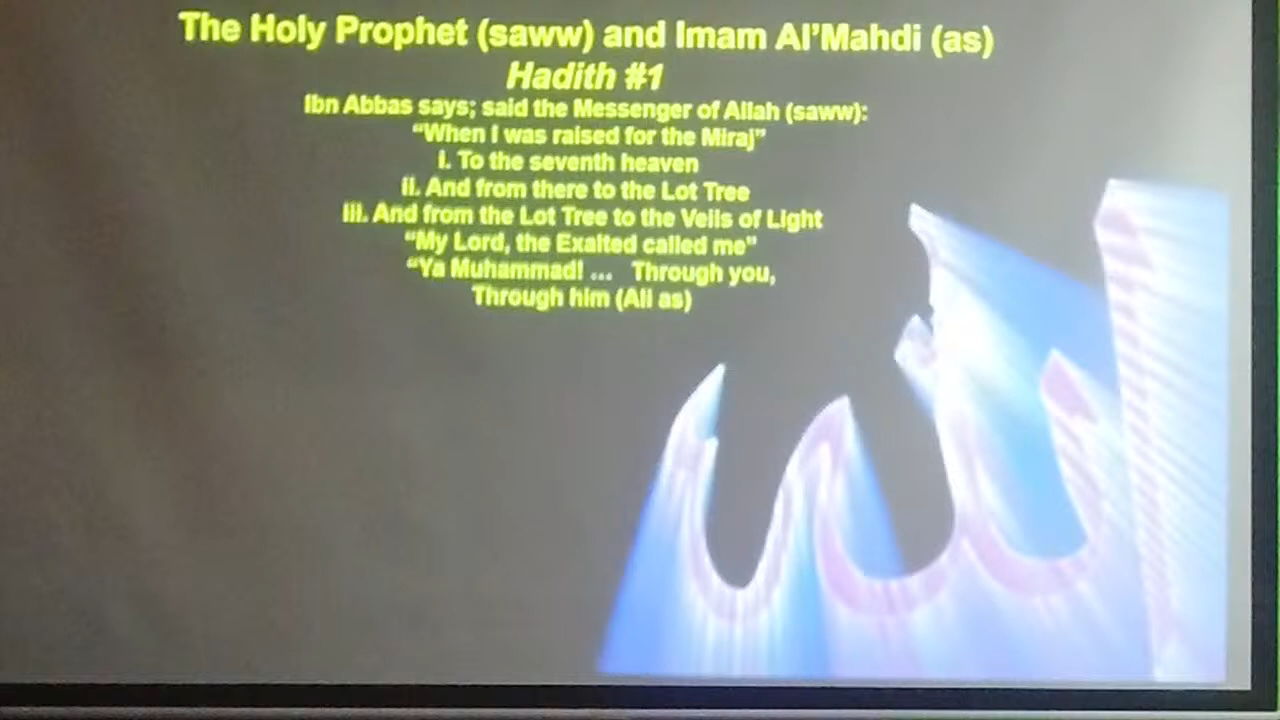 The Holy Prophet (saww) and Imam Al’Mahdi (as)
Hadith #1
Ibn Abbas says; said the Messenger of Allah (saww):
“When I was raised for the Miraj”
i. To the seventh heaven
ii. And from there to the Lot Tree
iii. And from the Lot Tree to the Veils of Light
“My Lord, the Exalted called me”
“Ya Muhammad! ... Through you,
Through him (Ali as)
الله